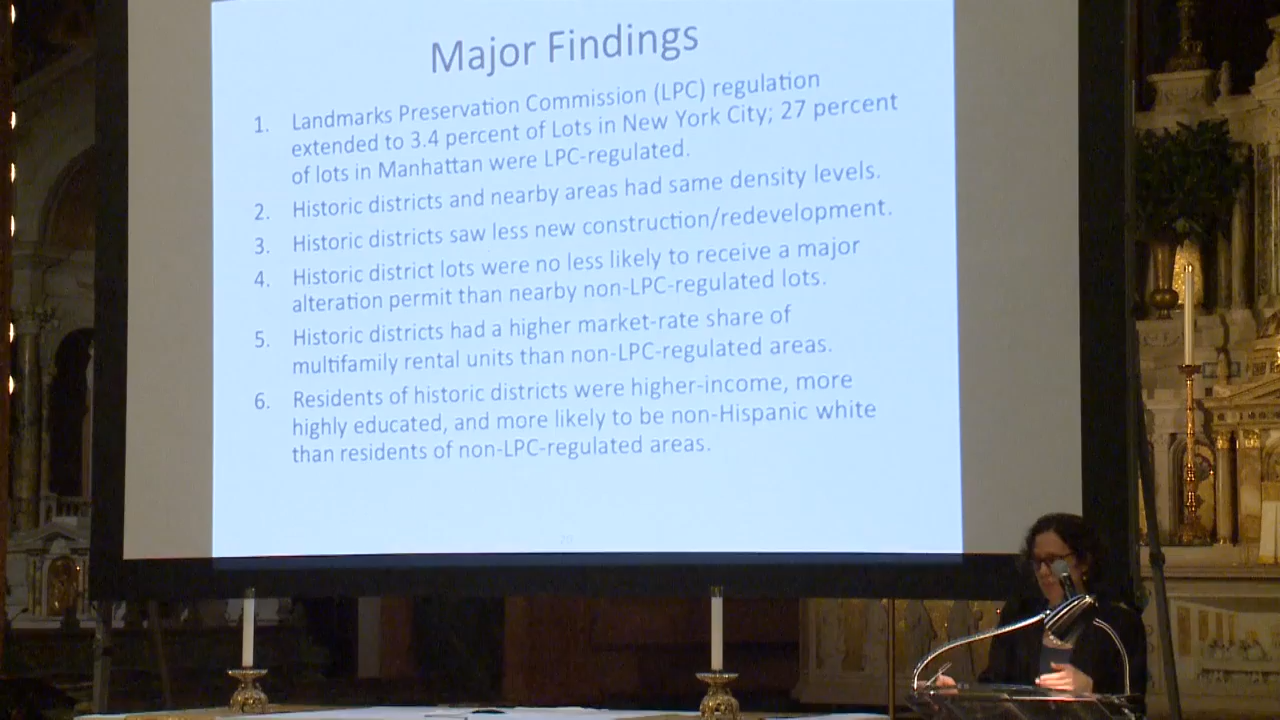 Major Findings
1. Landmarks Preservation Commission (LPC) regulation
extended to 3.4 percent of Lots in New York City; 27 percent
of lots in Manhattan were LPC-regulated.
2. Historic districts and nearby areas had same density levels.
3. Historic districts saw less new construction/redevelopment.
4. Historic district lots were no less likely to receive a major
alteration permit than nearby non-LPC-regulated lots.
5. Historic districts had a higher market-rate share of
multifamily rental units than non-LPC-regulated areas.
6. Residents of historic districts were higher-income, more
highly educated, and more likely to be non-Hispanic white
than residents of non-LPC-regulated areas.
20